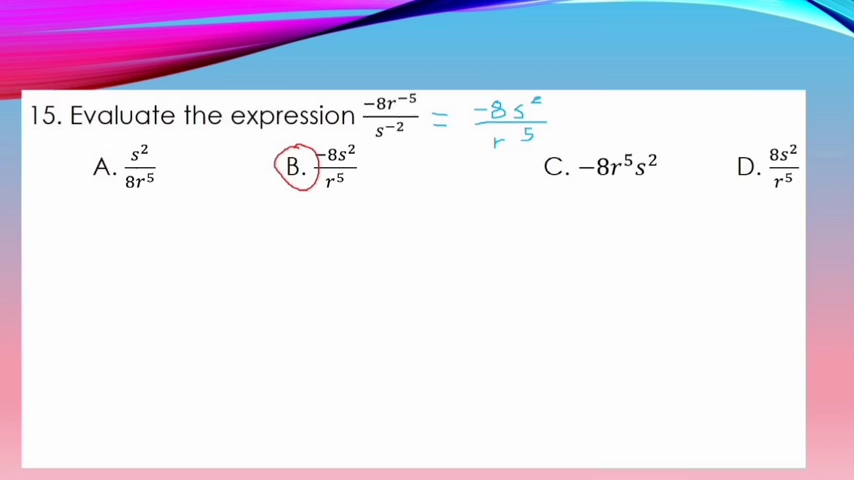 15. Evaluate the expression −8r⁻⁵/s⁻² = −8s²/r⁵
A. s²/8r⁵ B. −8s²/r⁵ C. −8r⁵s² D. 8s²/r⁵